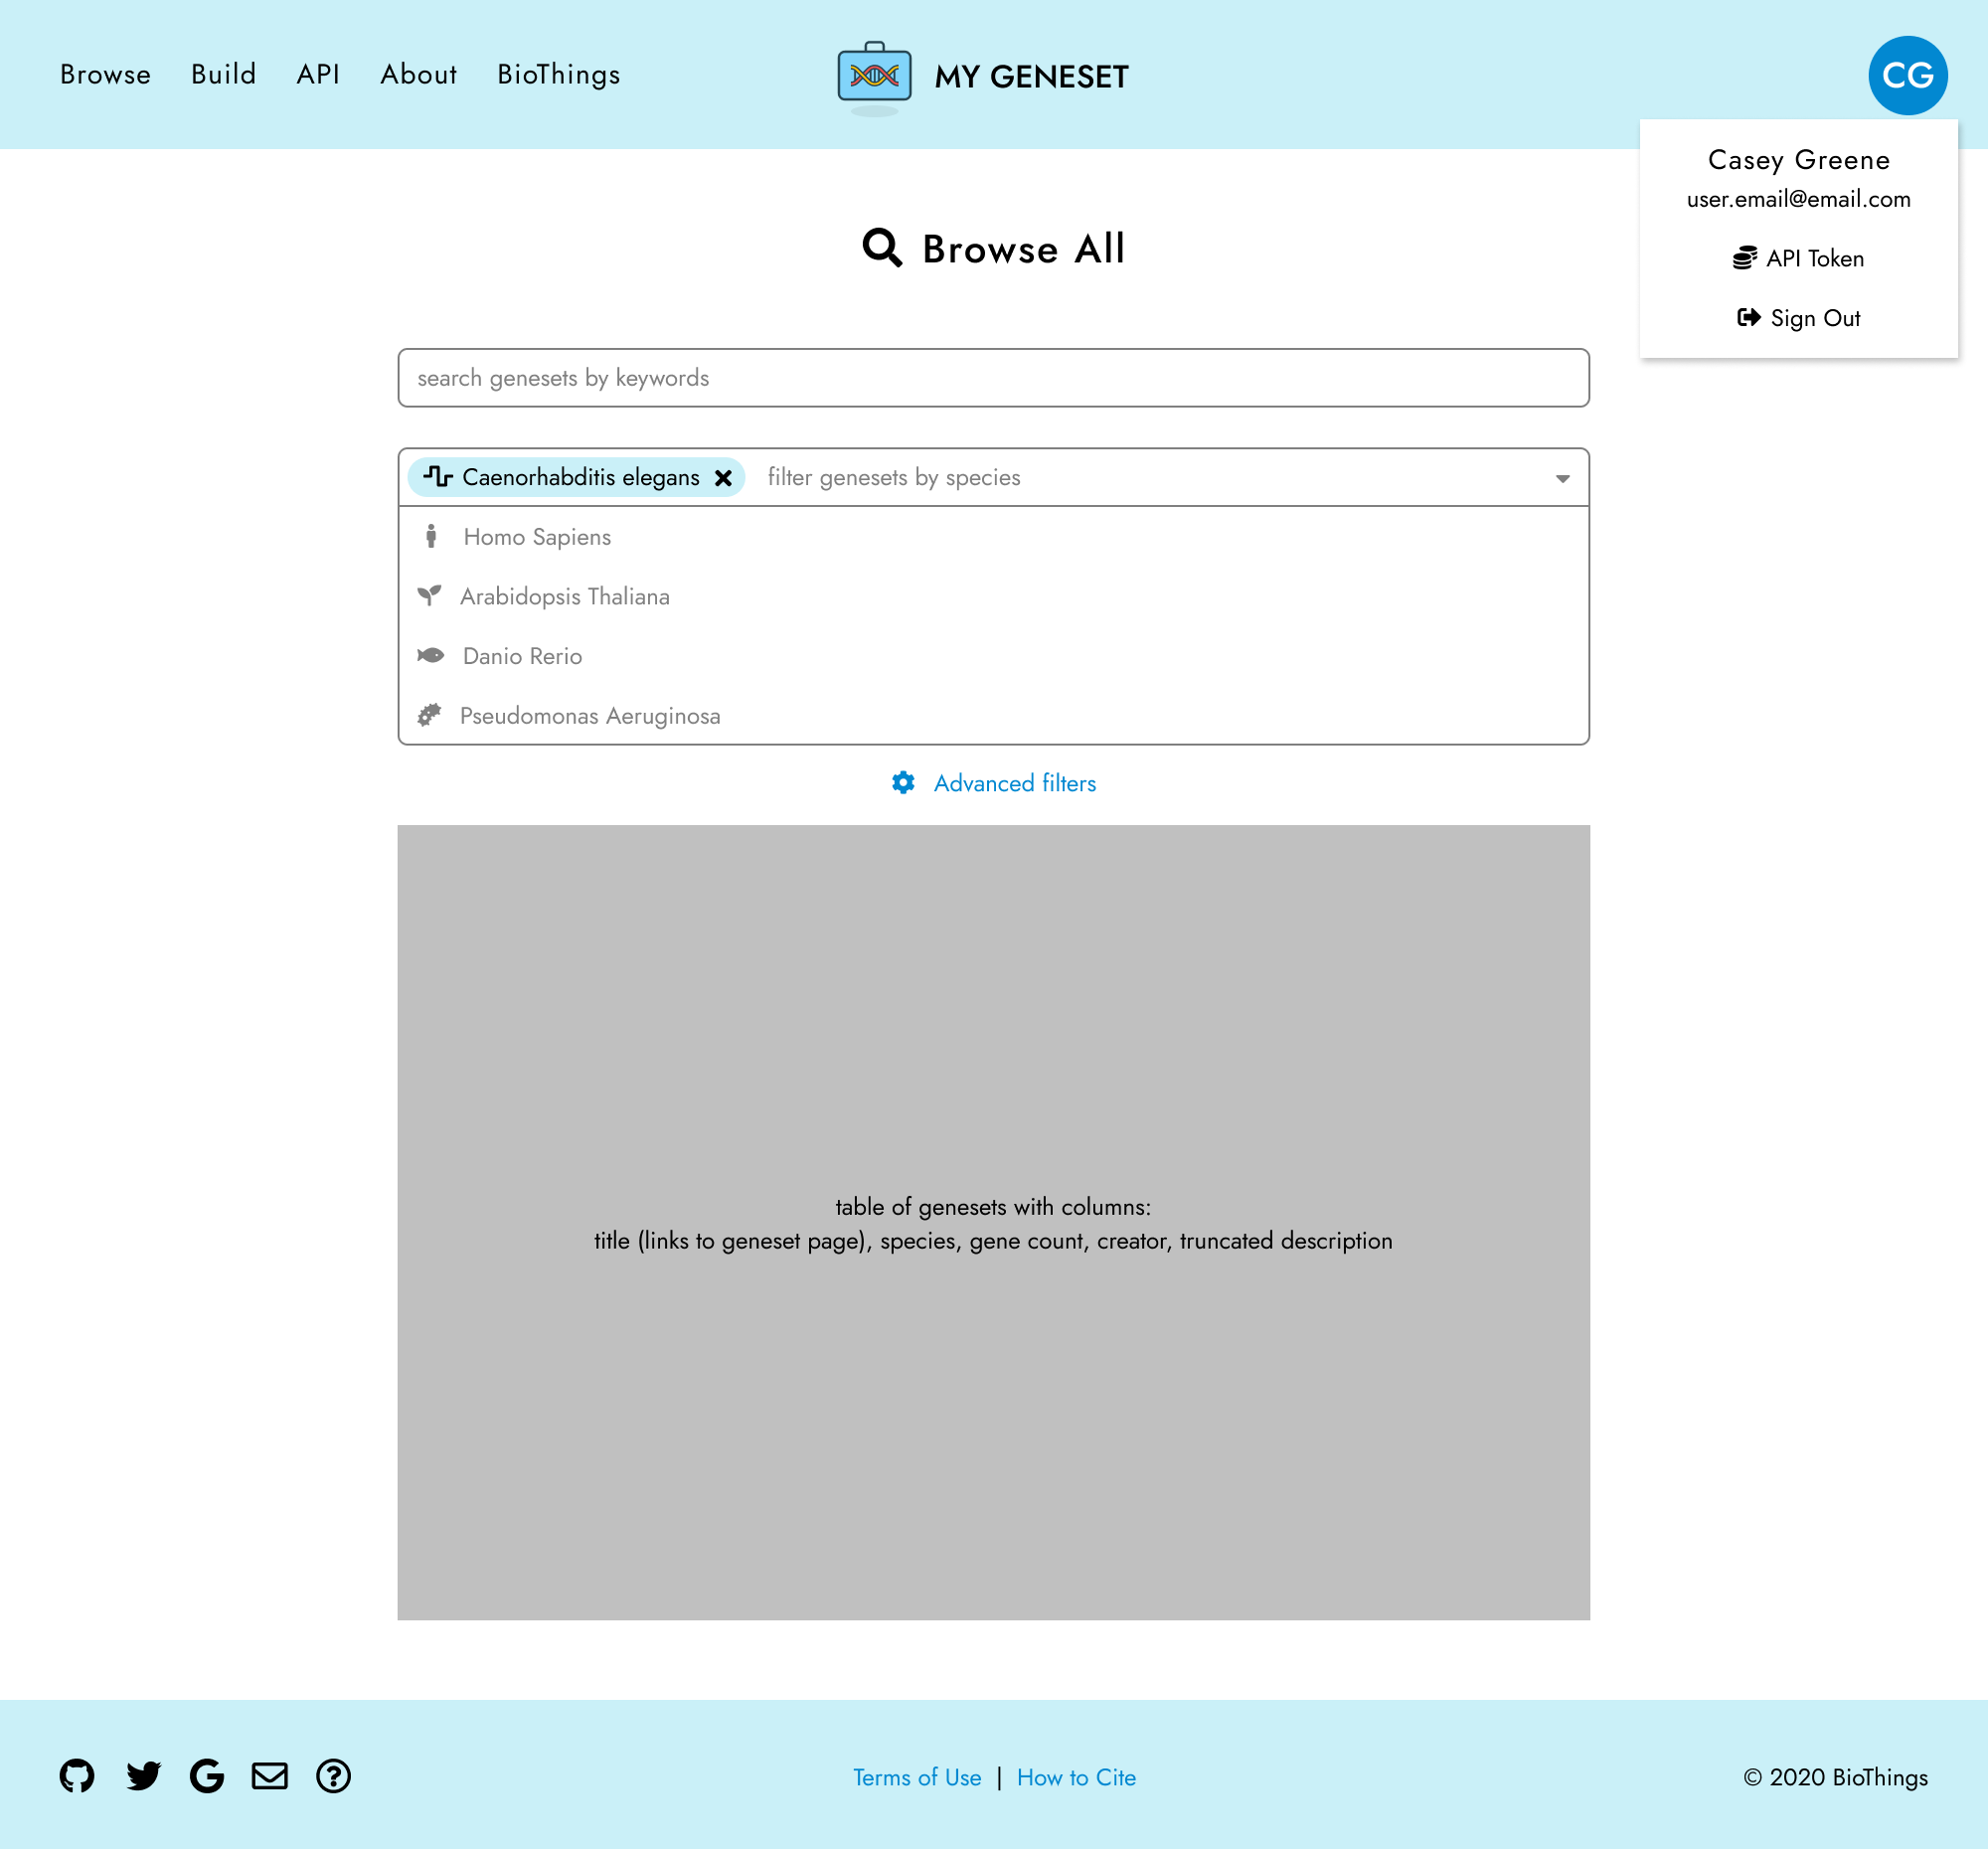 Browse Build API About BioThings
MY GENESET
CG
Casey Greene
user.email@email.com
API Token
Sign Out
Browse All
search genesets by keywords
Caenorhabditis elegans filter genesets by species
Homo Sapiens
Arabidopsis Thaliana
Danio Rerio
Pseudomonas Aeruginosa
Advanced filters
table of genesets with columns:
title (links to geneset page), species, gene count, creator, truncated description
Terms of Use | How to Cite
© 2020 BioThings